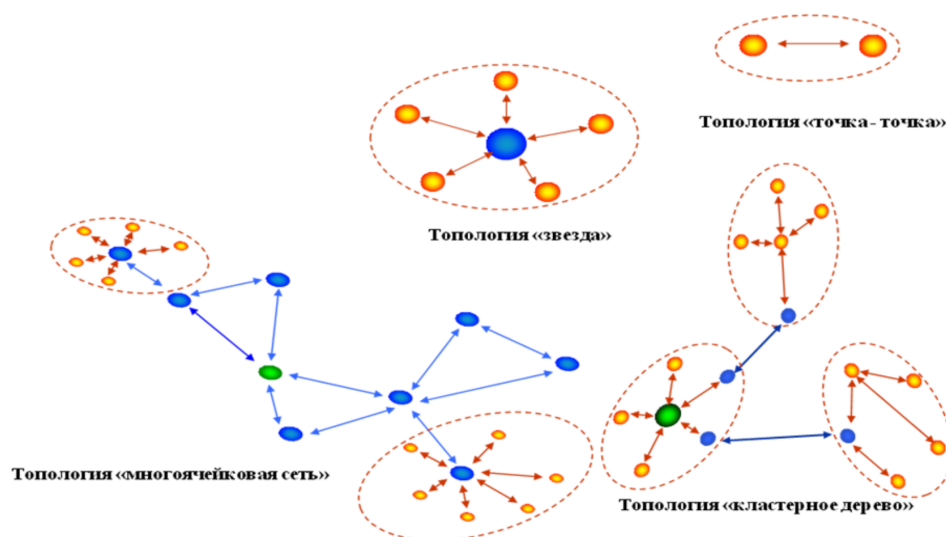 Топология «точка - точка»
Топология «звезда»
Топология «многоячейковая сеть»
Топология «кластерное дерево»